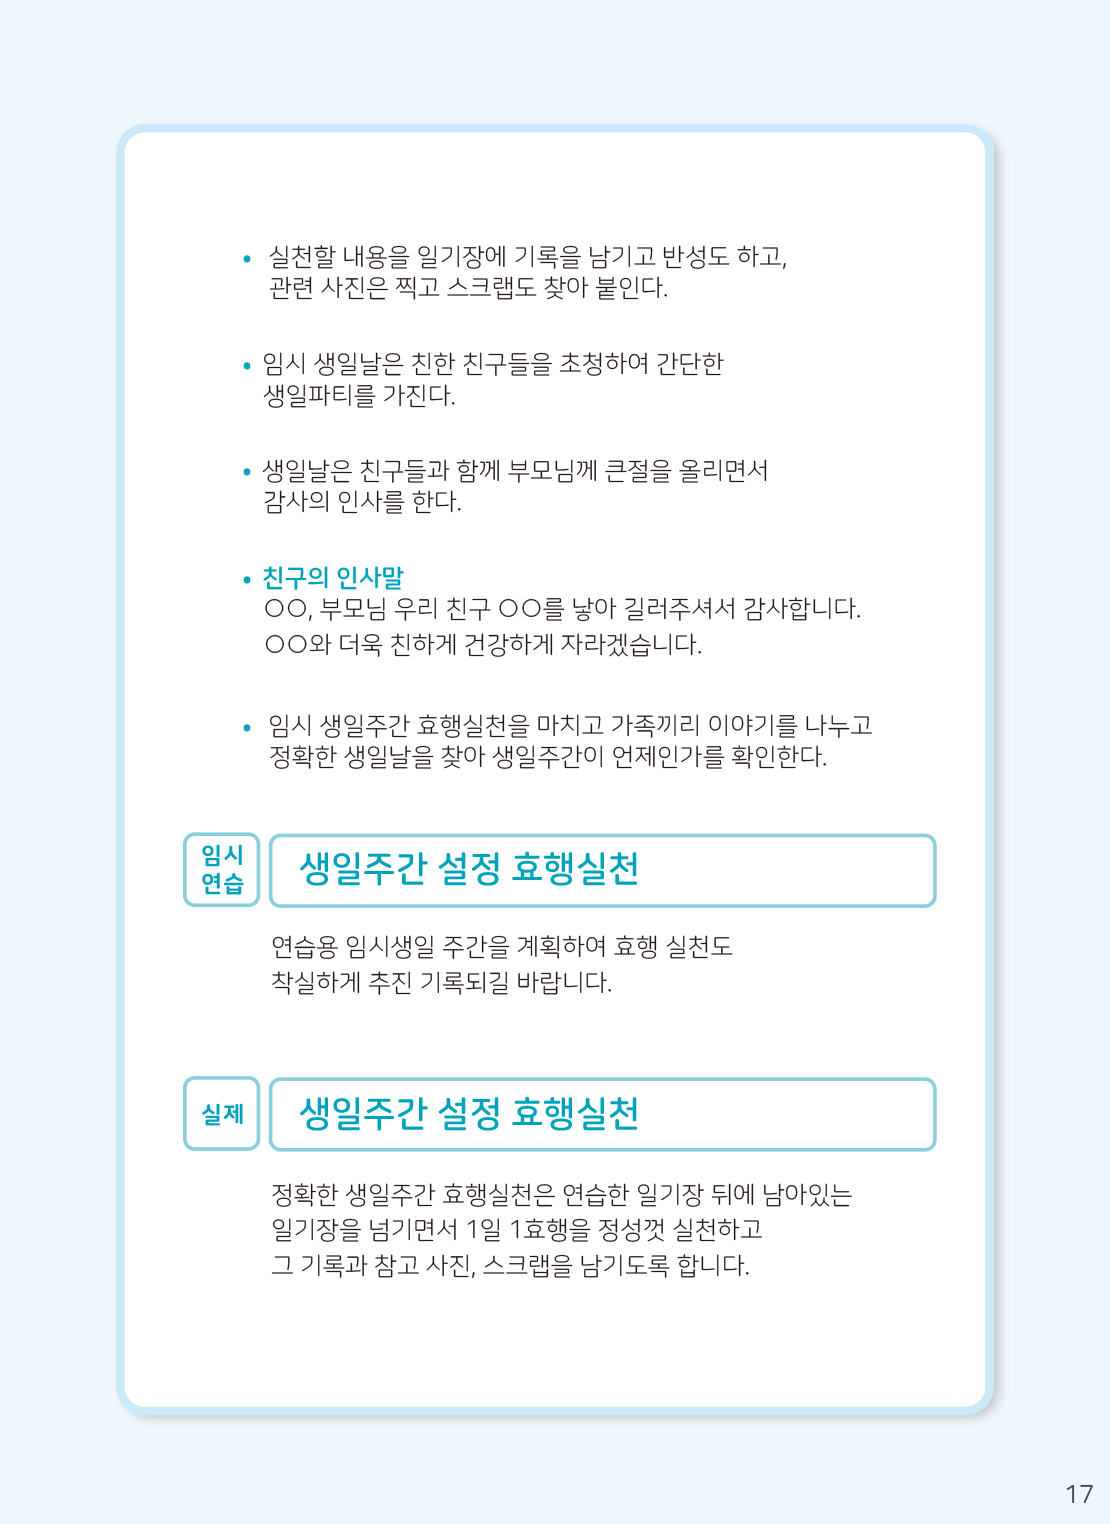 • 실천할 내용을 일기장에 기록을 남기고 반성도 하고,
관련 사진은 찍고 스크랩도 찾아 붙인다.
• 임시 생일날은 친한 친구들을 초청하여 간단한
생일파티를 가진다.
• 생일날은 친구들과 함께 부모님께 큰절을 올리면서
감사의 인사를 한다.
• 친구의 인사말
○○, 부모님 우리 친구 ○○를 낳아 길러주셔서 감사합니다.
○○와 더욱 친하게 건강하게 자라겠습니다.
• 임시 생일주간 효행실천을 마치고 가족끼리 이야기를 나누고
정확한 생일날을 찾아 생일주간이 언제인가를 확인한다.
임시
연습
생일주간 설정 효행실천
연습용 임시생일 주간을 계획하여 효행 실천도
착실하게 추진 기록되길 바랍니다.
실제
생일주간 설정 효행실천
정확한 생일주간 효행실천은 연습한 일기장 뒤에 남아있는
일기장을 넘기면서 1일 1효행을 정성껏 실천하고
그 기록과 참고 사진, 스크랩을 남기도록 합니다.
17